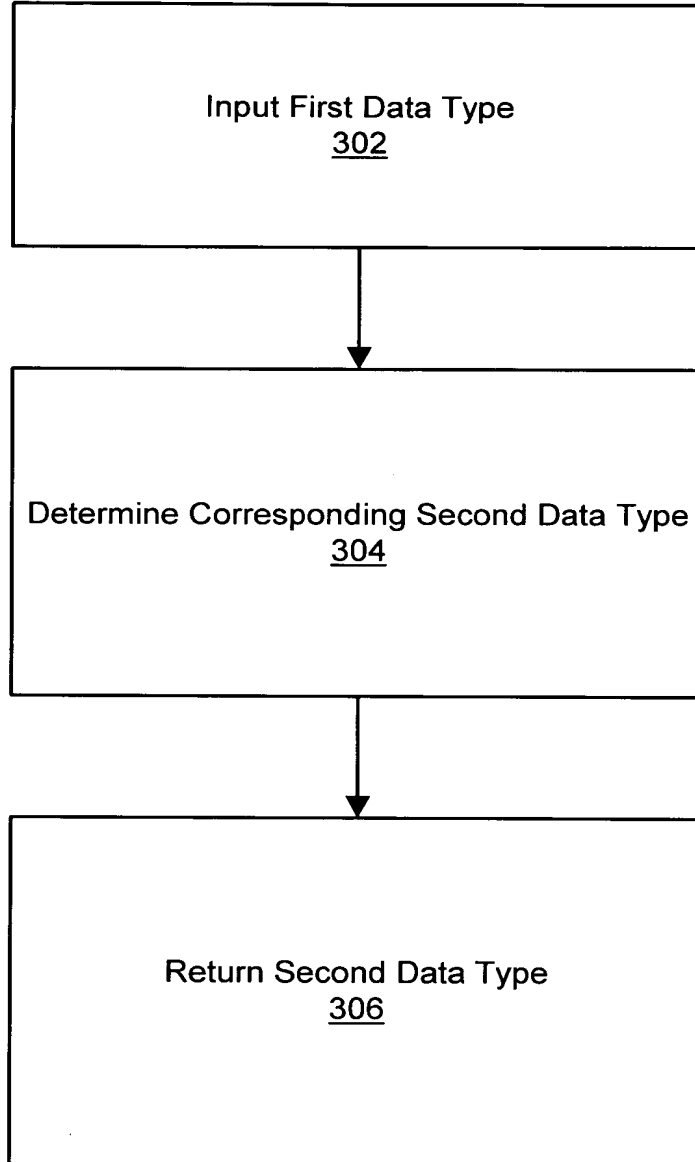 Input First Data Type
302
Determine Corresponding Second Data Type
304
Return Second Data Type
306